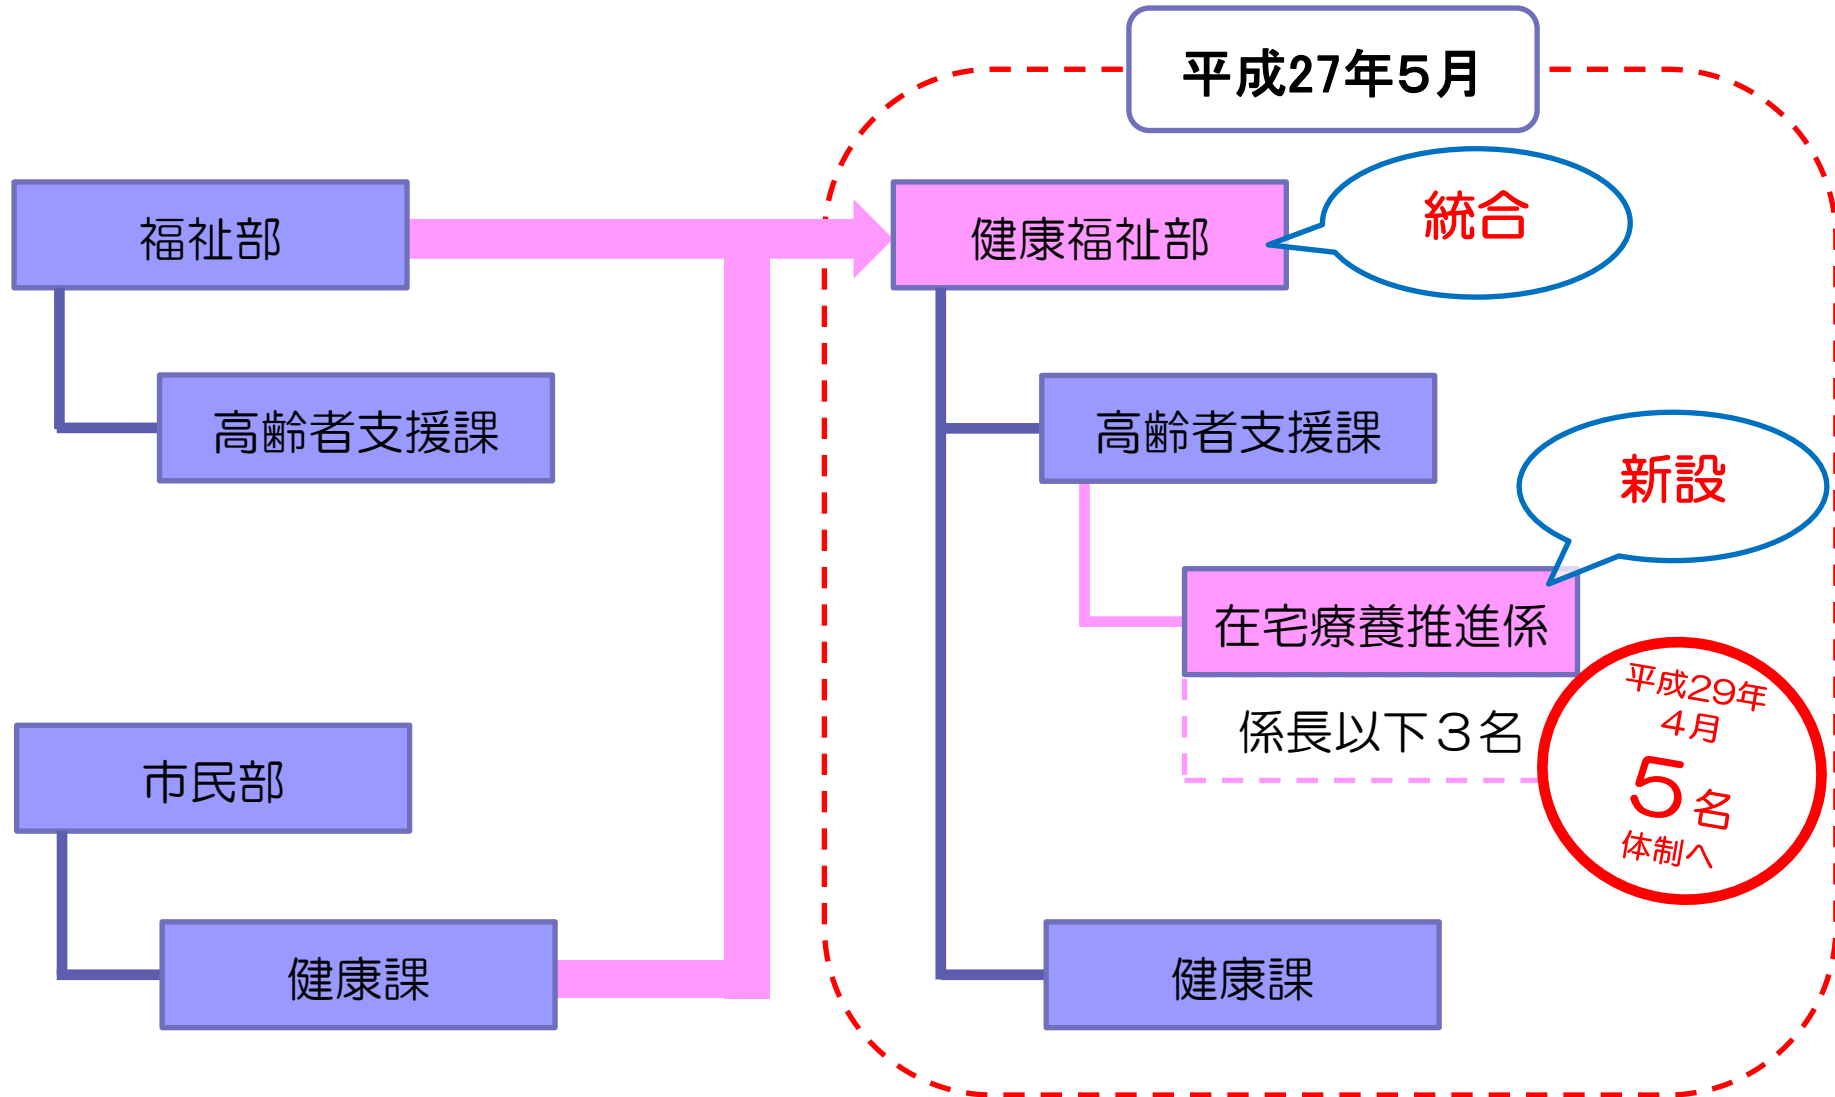 平成27年５月
福祉部
健康福祉部
統合
高齢者支援課
高齢者支援課
新設
在宅療養推進係
係長以下３名
平成29年
４月
５名
体制へ
市民部
健康課
健康課